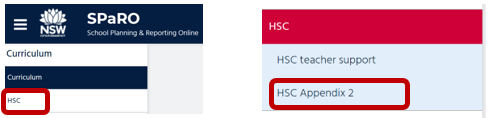 NSW
GOVERNMENT
SPaRO
School Planning & Reporting Online
Curriculum
Curriculum
HSC
HSC
HSC teacher support
HSC Appendix 2